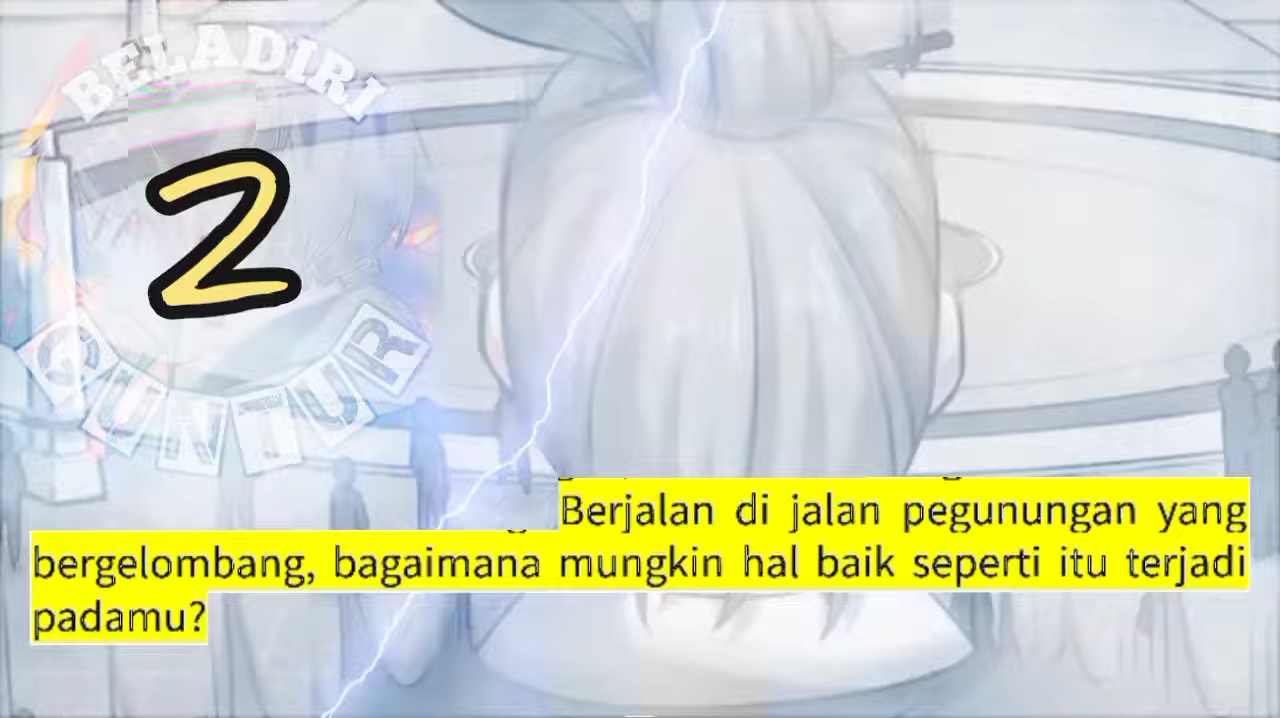 BELADIRI
2
GUNTUR
Berjalan di jalan pegunungan yang
bergelombang, bagaimana mungkin hal baik seperti itu terjadi
padamu?